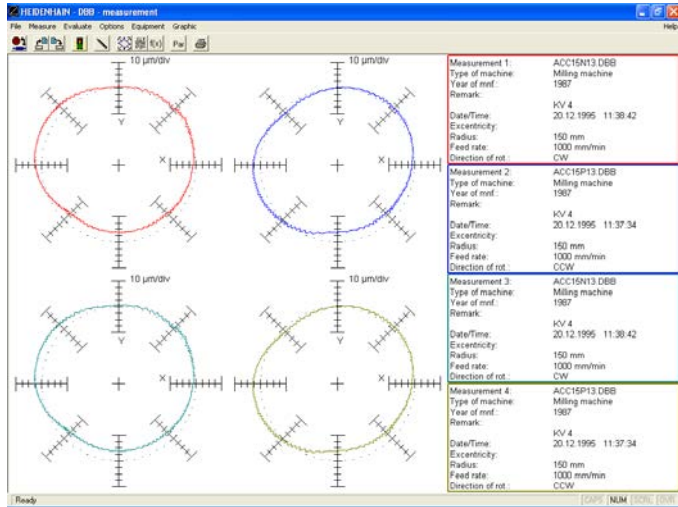 HEIDENHAIN - DBB - measurement
File Measure Evaluate Options Equipment Graphic Help
f(x) Par
10 µm/div
Y
X
10 µm/div
Y
X
10 µm/div
Y
X
10 µm/div
Y
X
Measurement 1: ACC15N13.DBB
Type of machine: Milling machine
Year of mnf.: 1987
Remark:
KV 4
Date/Time: 20.12.1995 11:38:42
Excentricity:
Radius: 150 mm
Feed rate: 1000 mm/min
Direction of rot.: CW
Measurement 2: ACC15P13.DBB
Type of machine: Milling machine
Year of mnf.: 1987
Remark:
KV 4
Date/Time: 20.12.1995 11:37:34
Excentricity:
Radius: 150 mm
Feed rate: 1000 mm/min
Direction of rot.: CCW
Measurement 3: ACC15N13.DBB
Type of machine: Milling machine
Year of mnf.: 1987
Remark:
KV 4
Date/Time: 20.12.1995 11:38:42
Excentricity:
Radius: 150 mm
Feed rate: 1000 mm/min
Direction of rot.: CW
Measurement 4: ACC15P13.DBB
Type of machine: Milling machine
Year of mnf.: 1987
Remark:
KV 4
Date/Time: 20.12.1995 11:37:34
Excentricity:
Radius: 150 mm
Feed rate: 1000 mm/min
Direction of rot.: CCW
Ready CAPS NUM SCRL OVR